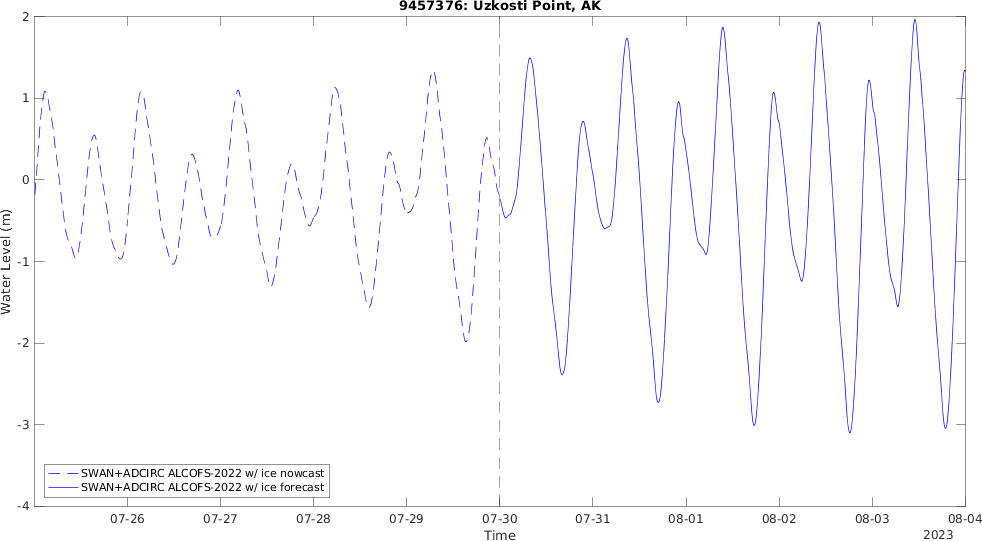 9457376: Uzkosti Point, AK
2
1
0
-1
-2
-3
-4
Water Level (m)
SWAN+ADCIRC ALCOFS-2022 w/ ice nowcast
SWAN+ADCIRC ALCOFS-2022 w/ ice forecast
07-26 07-27 07-28 07-29 07-30 07-31 08-01 08-02 08-03 08-04
Time
2023